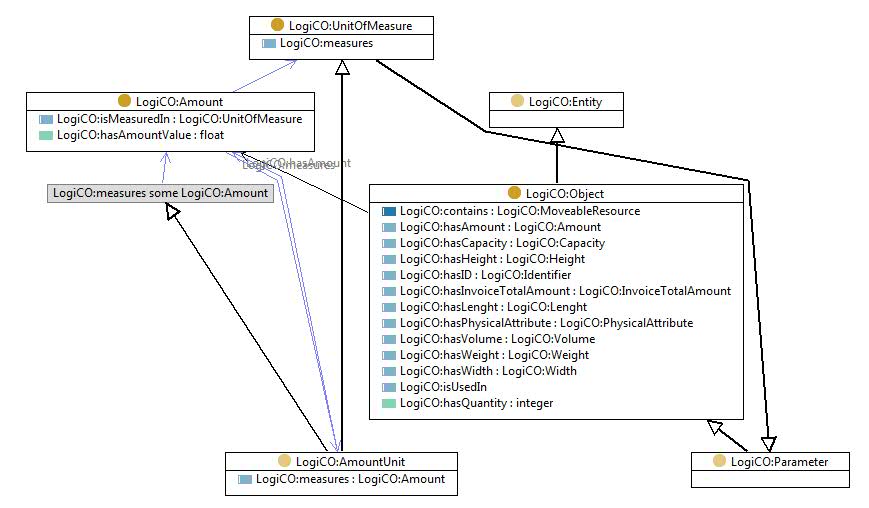 LogiCO:UnitOfMeasure
LogiCO:measures
LogiCO:Amount
LogiCO:isMeasuredIn : LogiCO:UnitOfMeasure
LogiCO:hasAmountValue : float
LogiCO:Entity
LogiCO:hasAmount
LogiCO:measures
LogiCO:measures some LogiCO:Amount
LogiCO:Object
LogiCO:contains : LogiCO:MoveableResource
LogiCO:hasAmount : LogiCO:Amount
LogiCO:hasCapacity : LogiCO:Capacity
LogiCO:hasHeight : LogiCO:Height
LogiCO:hasID : LogiCO:Identifier
LogiCO:hasInvoiceTotalAmount : LogiCO:InvoiceTotalAmount
LogiCO:hasLenght : LogiCO:Lenght
LogiCO:hasPhysicalAttribute : LogiCO:PhysicalAttribute
LogiCO:hasVolume : LogiCO:Volume
LogiCO:hasWeight : LogiCO:Weight
LogiCO:hasWidth : LogiCO:Width
LogiCO:isUsedIn
LogiCO:hasQuantity : integer
LogiCO:AmountUnit
LogiCO:measures : LogiCO:Amount
LogiCO:Parameter